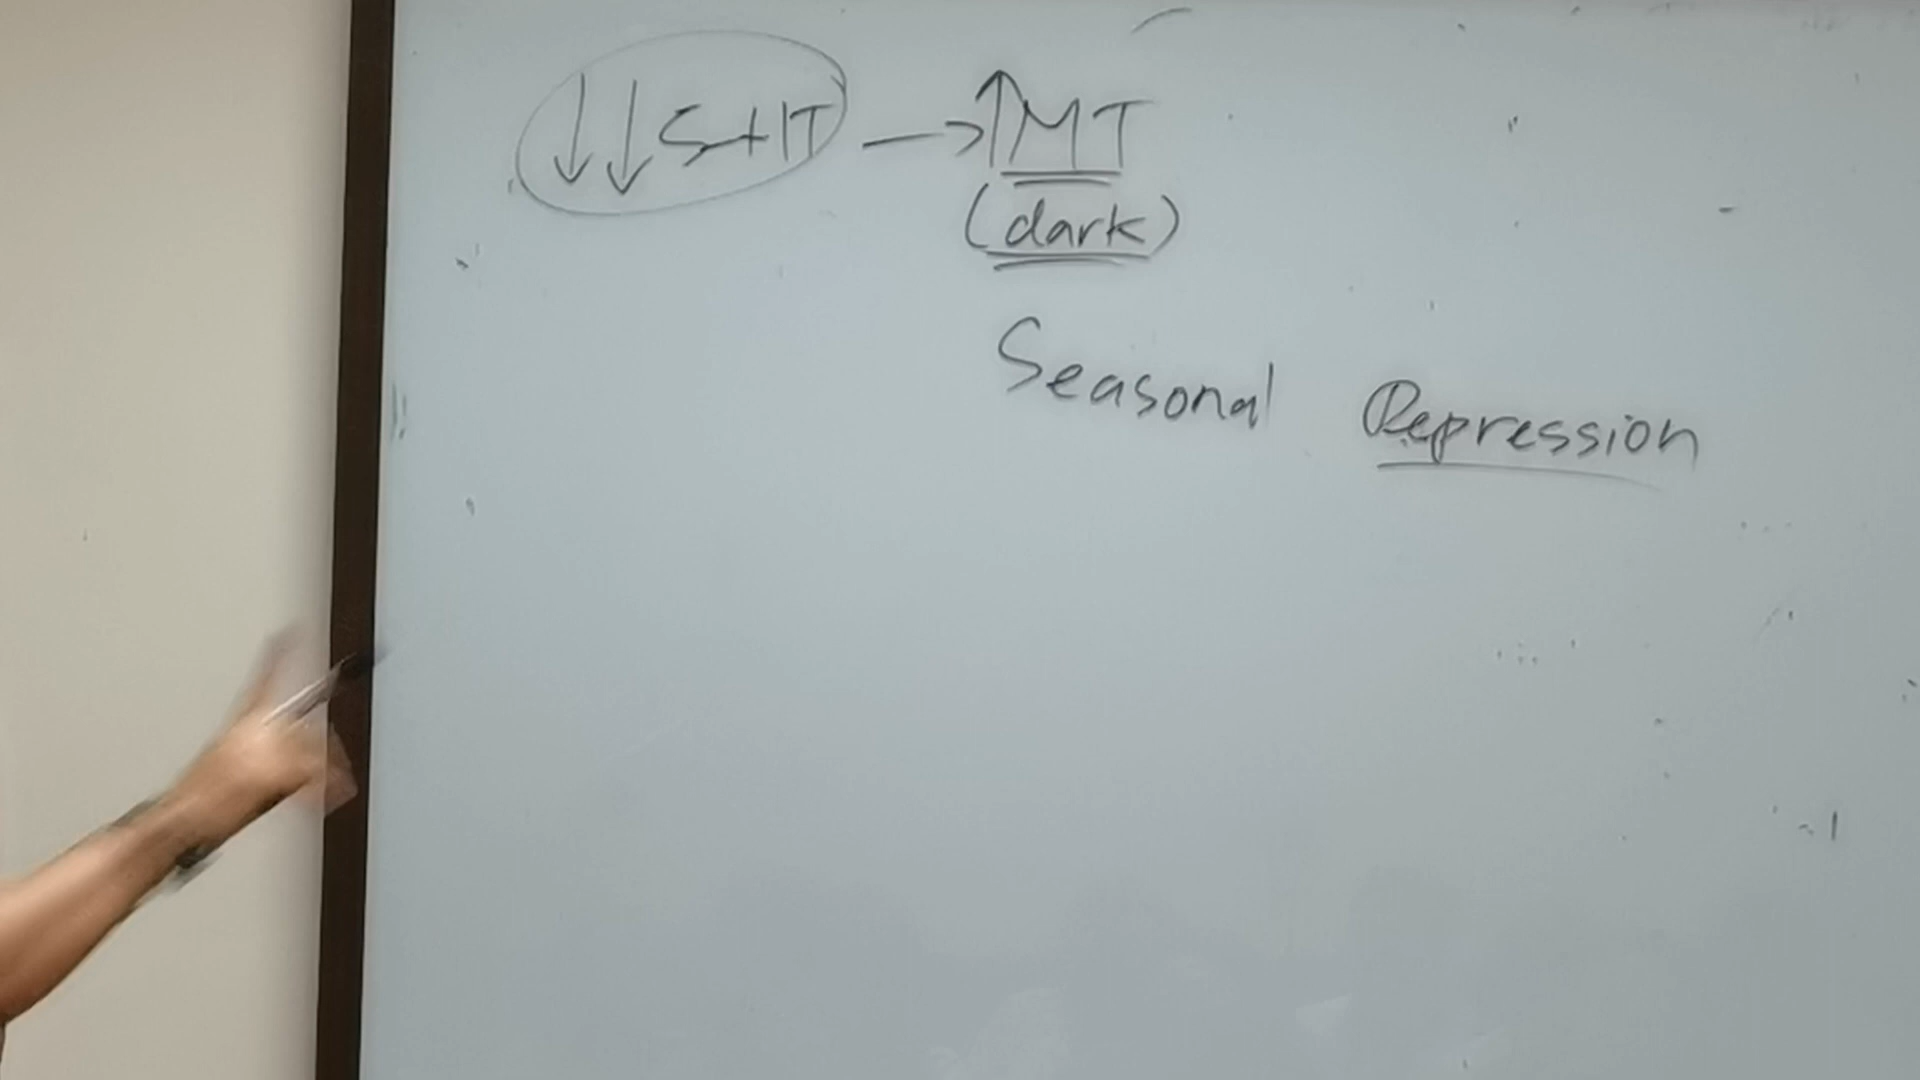 ↓↓ 5-HT → ↑MT
(dark)
Seasonal Depression